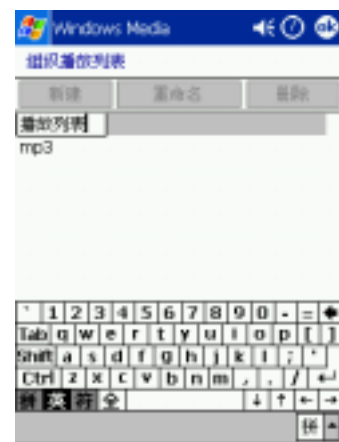 Windows Media ok
组织播放列表
新建 重命名 删除
播放列表
mp3
` 1 2 3 4 5 6 7 8 9 0 - =
Tab q w e r t y u i o p [ ]
Shift a s d f g h j k l ; '
Ctrl z x c v b n m , . /
拼 英 符 全
拼